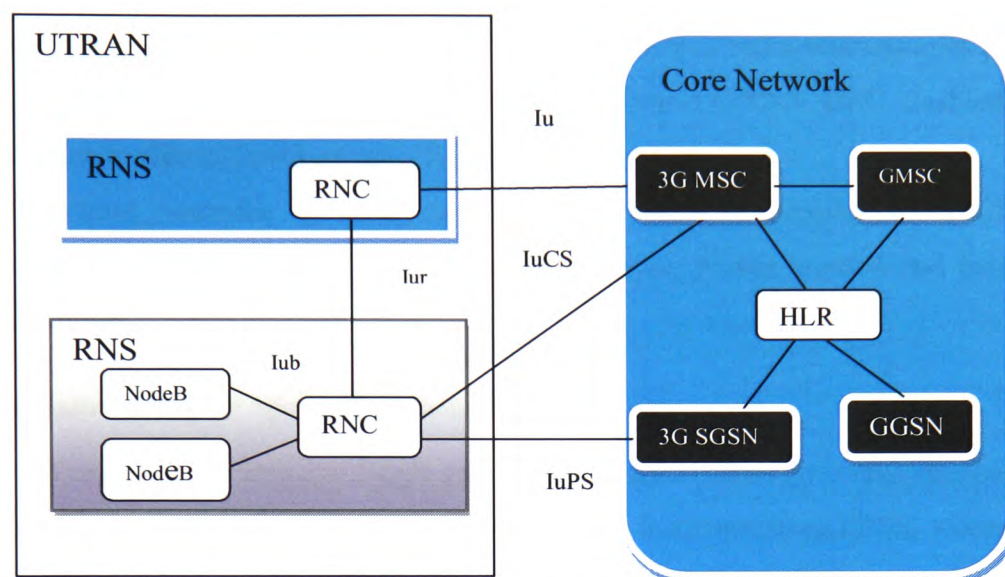 UTRAN
Core Network
Iu
RNS
RNC
3G MSC
GMSC
Iur
IuCS
HLR
RNS
Iub
NodeB
RNC
NodeB
3G SGSN
GGSN
IuPS